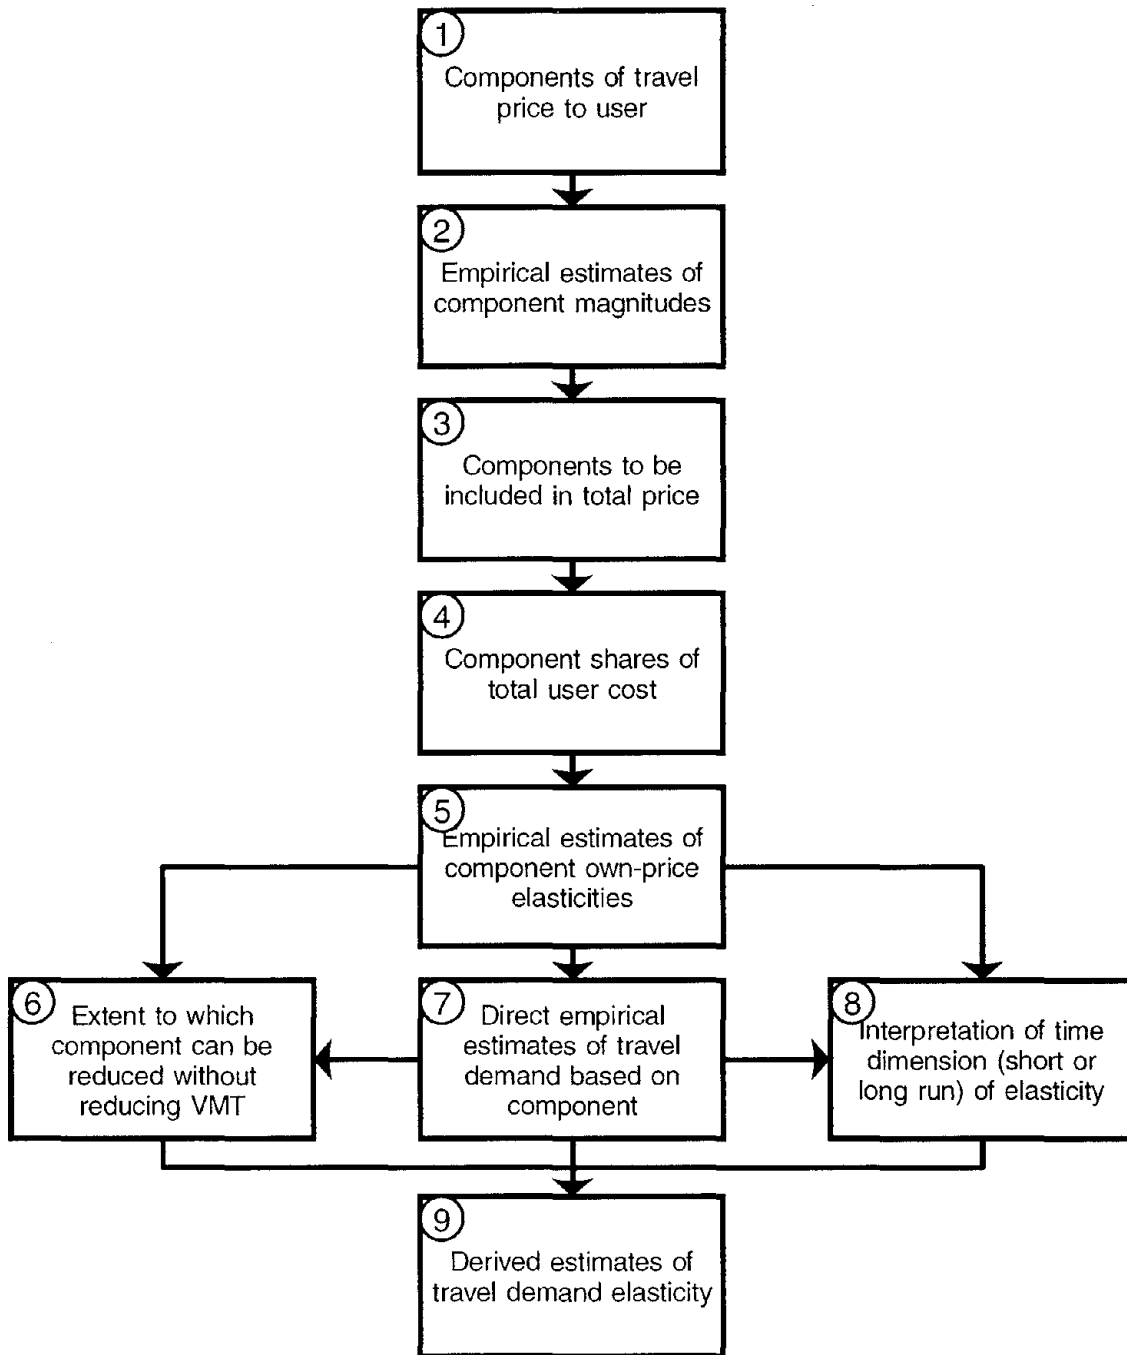 1
Components of travel
price to user
2
Empirical estimates of
component magnitudes
3
Components to be
included in total price
4
Component shares of
total user cost
5
Empirical estimates of
component own-price
elasticities
6
Extent to which
component can be
reduced without
reducing VMT
7
Direct empirical
estimates of travel
demand based on
component
8
Interpretation of time
dimension (short or
long run) of elasticity
9
Derived estimates of
travel demand elasticity